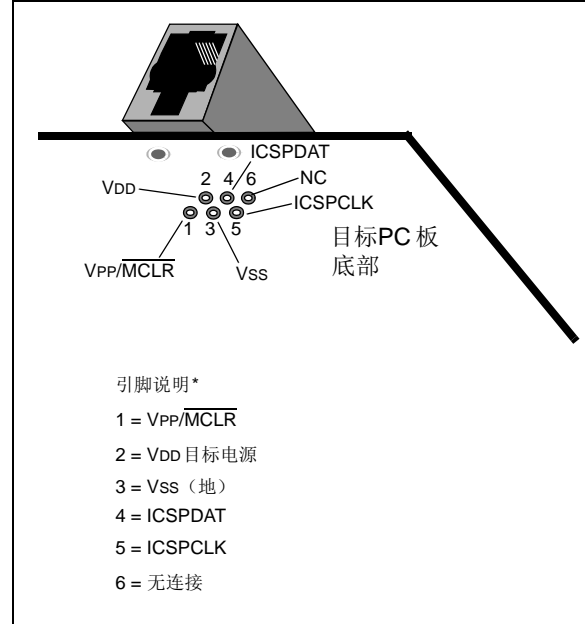 ICSPDAT
2 4 6
NC
VDD
ICSPCLK
1 3 5
目标PC 板
底部
VPP/MCLR
VSS
引脚说明*
1 = VPP/MCLR
2 = VDD 目标电源
3 = VSS（地）
4 = ICSPDAT
5 = ICSPCLK
6 = 无连接